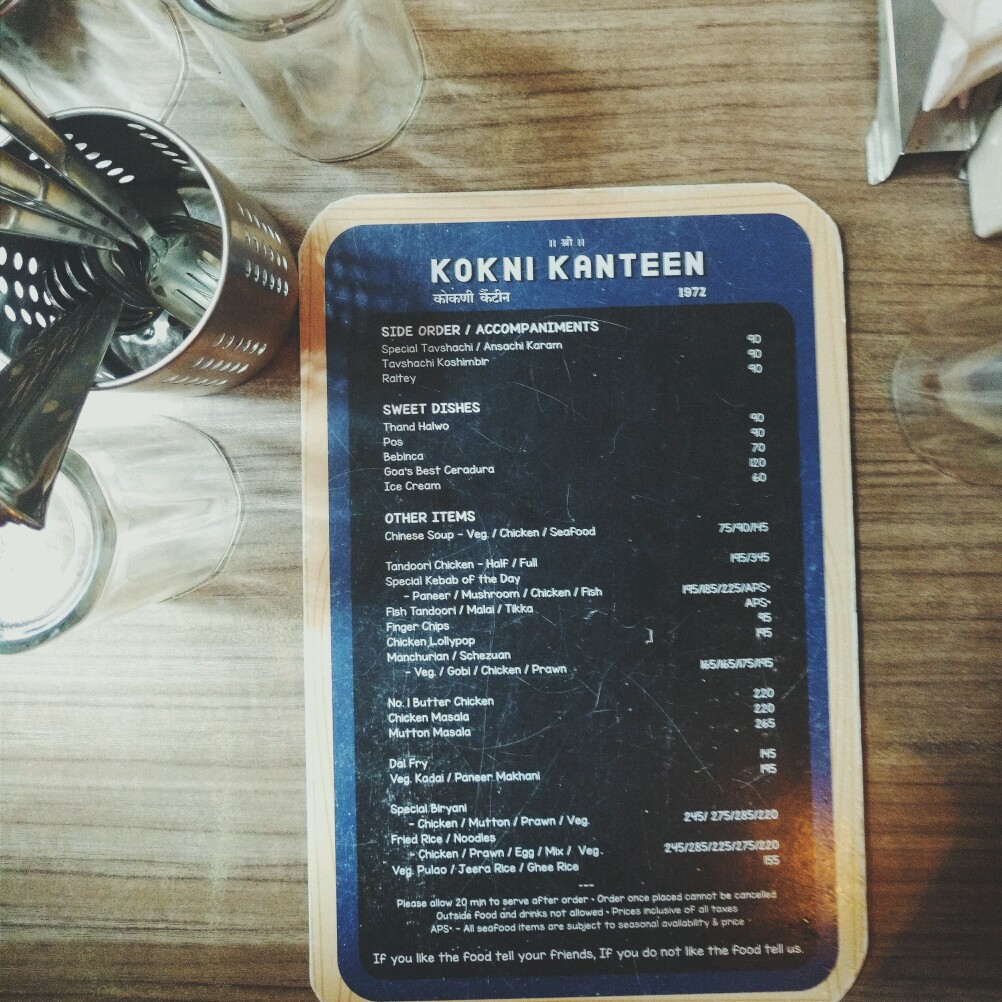 ॥ श्री ॥
KOKNI KANTEEN
कोकणी कैंटीन 1972
SIDE ORDER / ACCOMPANIMENTS
Special Tavshachi / Ansachi Karam 90
Tavshachi Koshimbir 90
Raitey 90
SWEET DISHES
Thand Halwo 90
Pos 90
Bebinca 70
Goa's Best Ceradura 120
Ice Cream 60
OTHER ITEMS
Chinese Soup - Veg. / Chicken / Seafood 75/90/145
Tandoori Chicken - Half / Full 195/345
Special Kebab of the Day
- Paneer / Mushroom / Chicken / Fish 195/185/225/APS*
Fish Tandoori / Malai / Tikka APS*
Finger Chips 95
Chicken Lollypop ] 195
Manchurian / Schezuan
- Veg. / Gobi / Chicken / Prawn 165/165/175/195
No. 1 Butter Chicken 220
Chicken Masala 220
Mutton Masala 265
Dal Fry 145
Veg. Kadai / Paneer Makhani 195
Special Biryani
- Chicken / Mutton / Prawn / Veg. 245/ 275/285/220
Fried Rice / Noodles
- Chicken / Prawn / Egg / Mix / Veg. 245/285/225/275/220
Veg. Pulao / Jeera Rice / Ghee Rice 155
---
Please allow 20 min to serve after order • Order once placed cannot be cancelled
Outside food and drinks not allowed • Prices inclusive of all taxes
APS* - All seafood items are subject to seasonal availability & price
If you like the food tell your friends, If you do not like the food tell us.